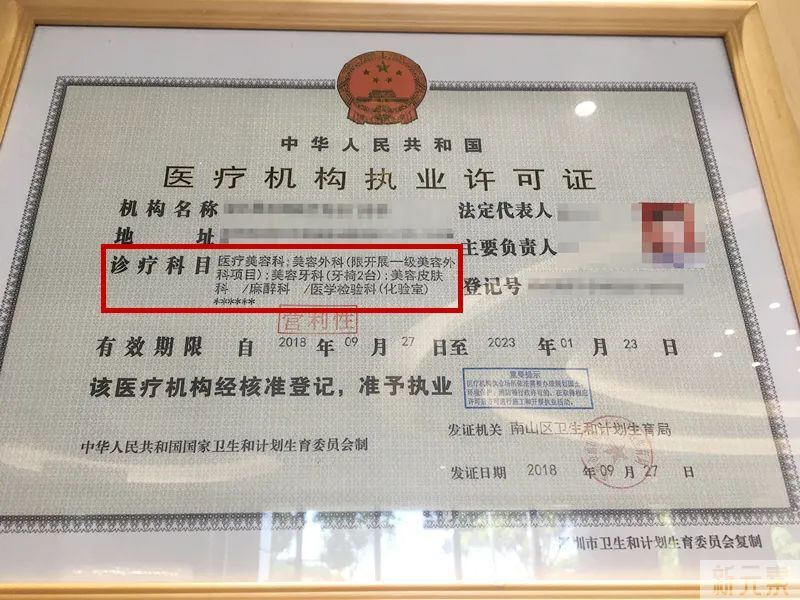 中华人民共和国
医疗机构执业许可证
机构名称
法定代表人
地 址
主要负责人
诊疗科目 医疗美容科;美容外科(限开展一级美容外
科项目);美容牙科(牙椅2台);美容皮肤
科 /麻醉科 /医学检验科(化验室)
******
登记号
营利性
有效期限 自 2018 年 09 月 27 日至 2023 年 01 月 23 日
该医疗机构经核准登记，准予执业
重要提示
发证机关 南山区卫生和计划生育局
中华人民共和国国家卫生和计划生育委员会制
发证日期 2018 年 09 月 27 日
圳市卫生和计划生育委员会复制
新元素